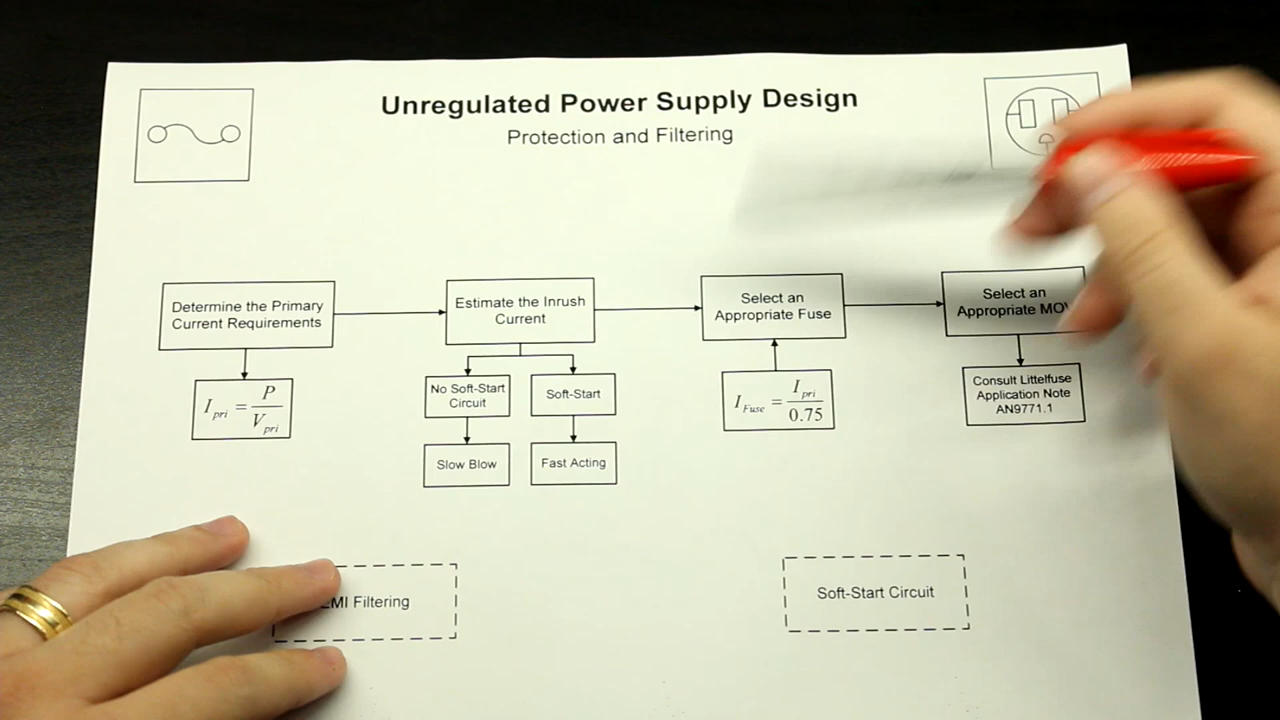 Unregulated Power Supply Design
Protection and Filtering
Determine the Primary
Current Requirements
Estimate the Inrush
Current
Select an
Appropriate Fuse
Select an
Appropriate MOV
I_pri = P / V_pri
No Soft-Start
Circuit
Soft-Start
I_Fuse = I_pri / 0.75
Consult Littelfuse
Application Note
AN9771.1
Slow Blow
Fast Acting
EMI Filtering
Soft-Start Circuit